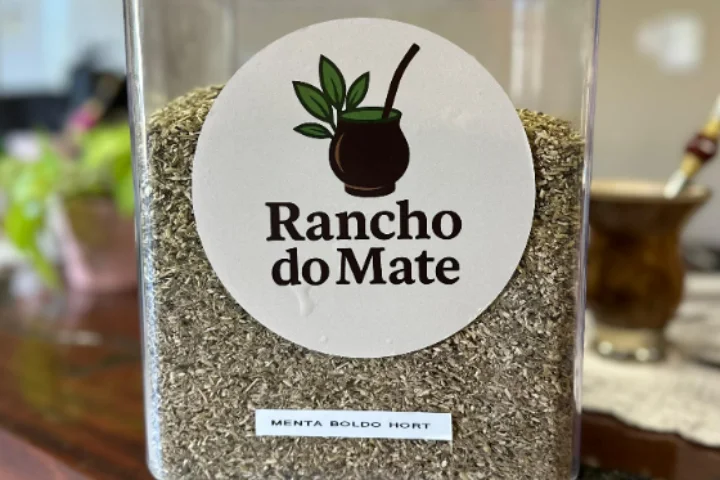 Rancho
do Mate
MENTA BOLDO HORT